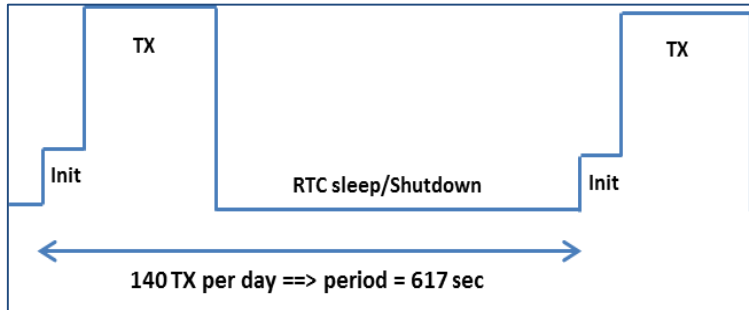 TX
TX
Init
RTC sleep/Shutdown
Init
140 TX per day ==> period = 617 sec